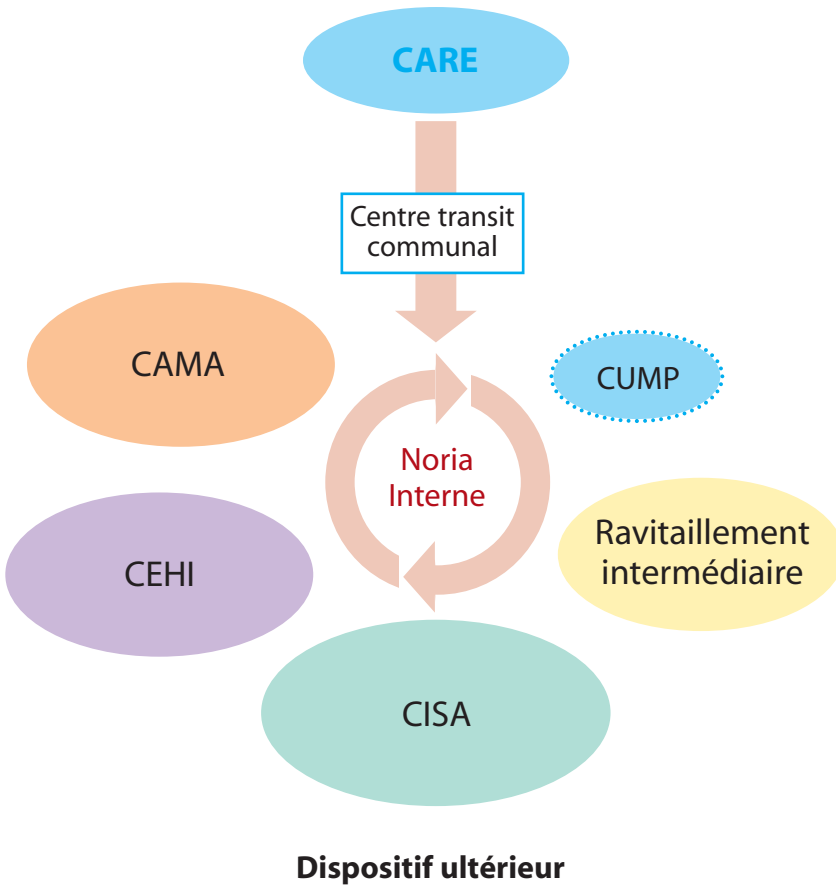 CARE
Centre transit
communal
CAMA
CUMP
Noria
Interne
Ravitaillement
intermédiaire
CEHI
CISA
Dispositif ultérieur